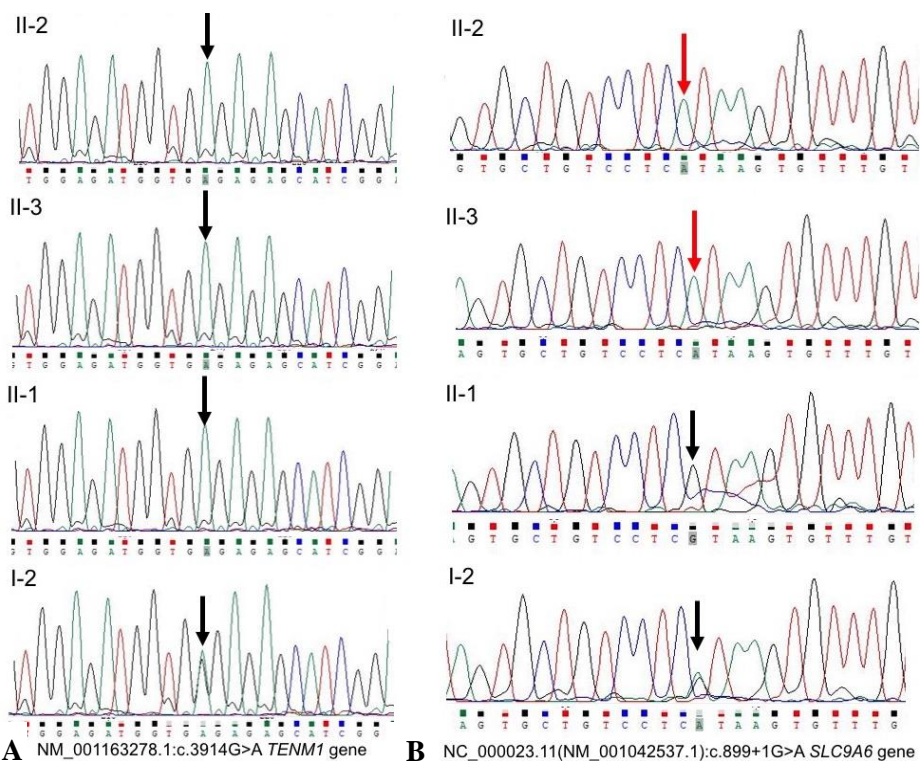 II-2
T G G A G A T G G T G A G A G A G C A T C G G A
II-3
G T G G A G A T G G T G A G A G A G C A T C G G A
II-1
G T G G A G A T G G T G A G A G A G C A T C G G A
I-2
T G G A G A T G G T G A G A G A G C A T C G G
A NM_001163278.1:c.3914G>A TENM1 gene
II-2
G T G C T G T C C T C A T A A G T G T T T G T
II-3
A G T G C T G T C C T C A T A A G T G T T T G T
II-1
G T G C T G T C C T C G T A A G T G T T T G T
I-2
A G T G C T G T C C T C A T A A G T G T T T G
B NC_000023.11(NM_001042537.1):c.899+1G>A SLC9A6 gene